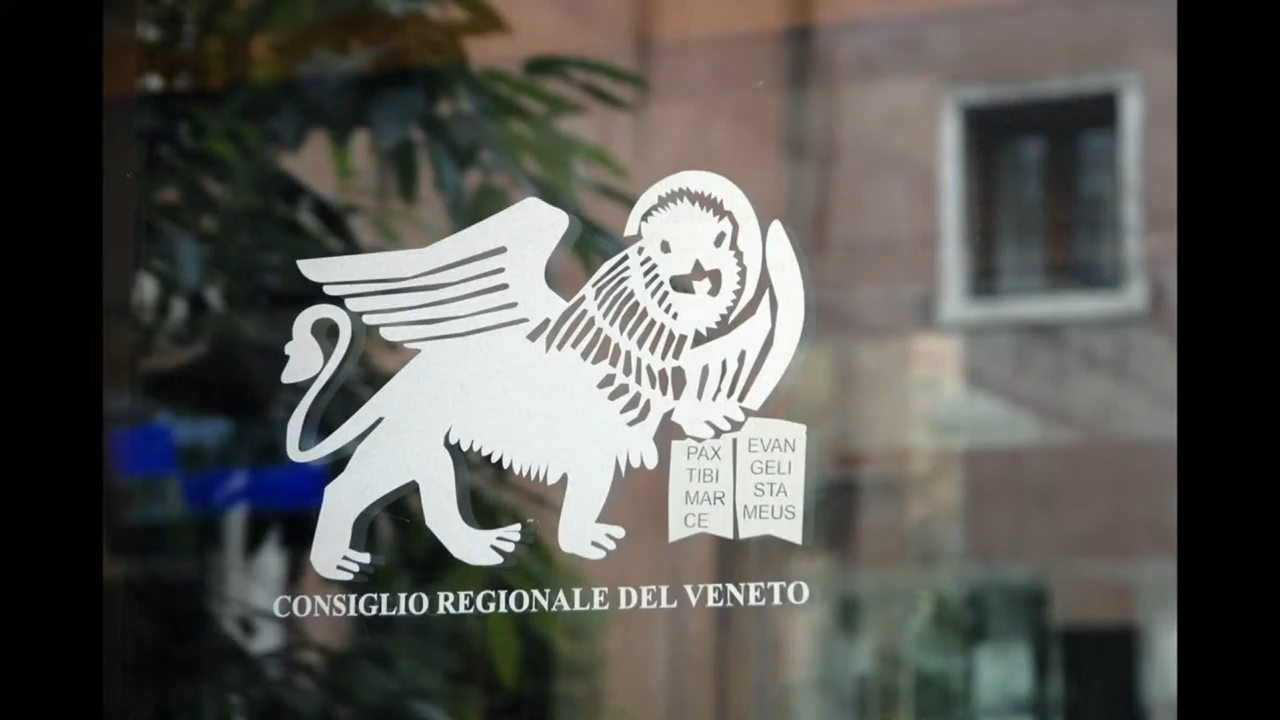 PAX
TIBI
MAR
CE
EVAN
GELI
STA
MEUS
CONSIGLIO REGIONALE DEL VENETO